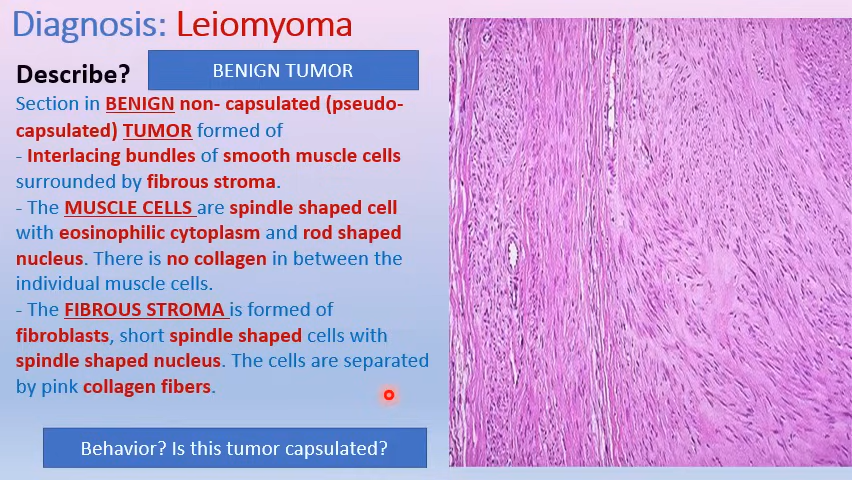 Diagnosis: Leiomyoma
Describe?
BENIGN TUMOR
Section in BENIGN non- capsulated (pseudo-
capsulated) TUMOR formed of
- Interlacing bundles of smooth muscle cells
surrounded by fibrous stroma.
- The MUSCLE CELLS are spindle shaped cell
with eosinophilic cytoplasm and rod shaped
nucleus. There is no collagen in between the
individual muscle cells.
- The FIBROUS STROMA is formed of
fibroblasts, short spindle shaped cells with
spindle shaped nucleus. The cells are separated
by pink collagen fibers.
Behavior? Is this tumor capsulated?